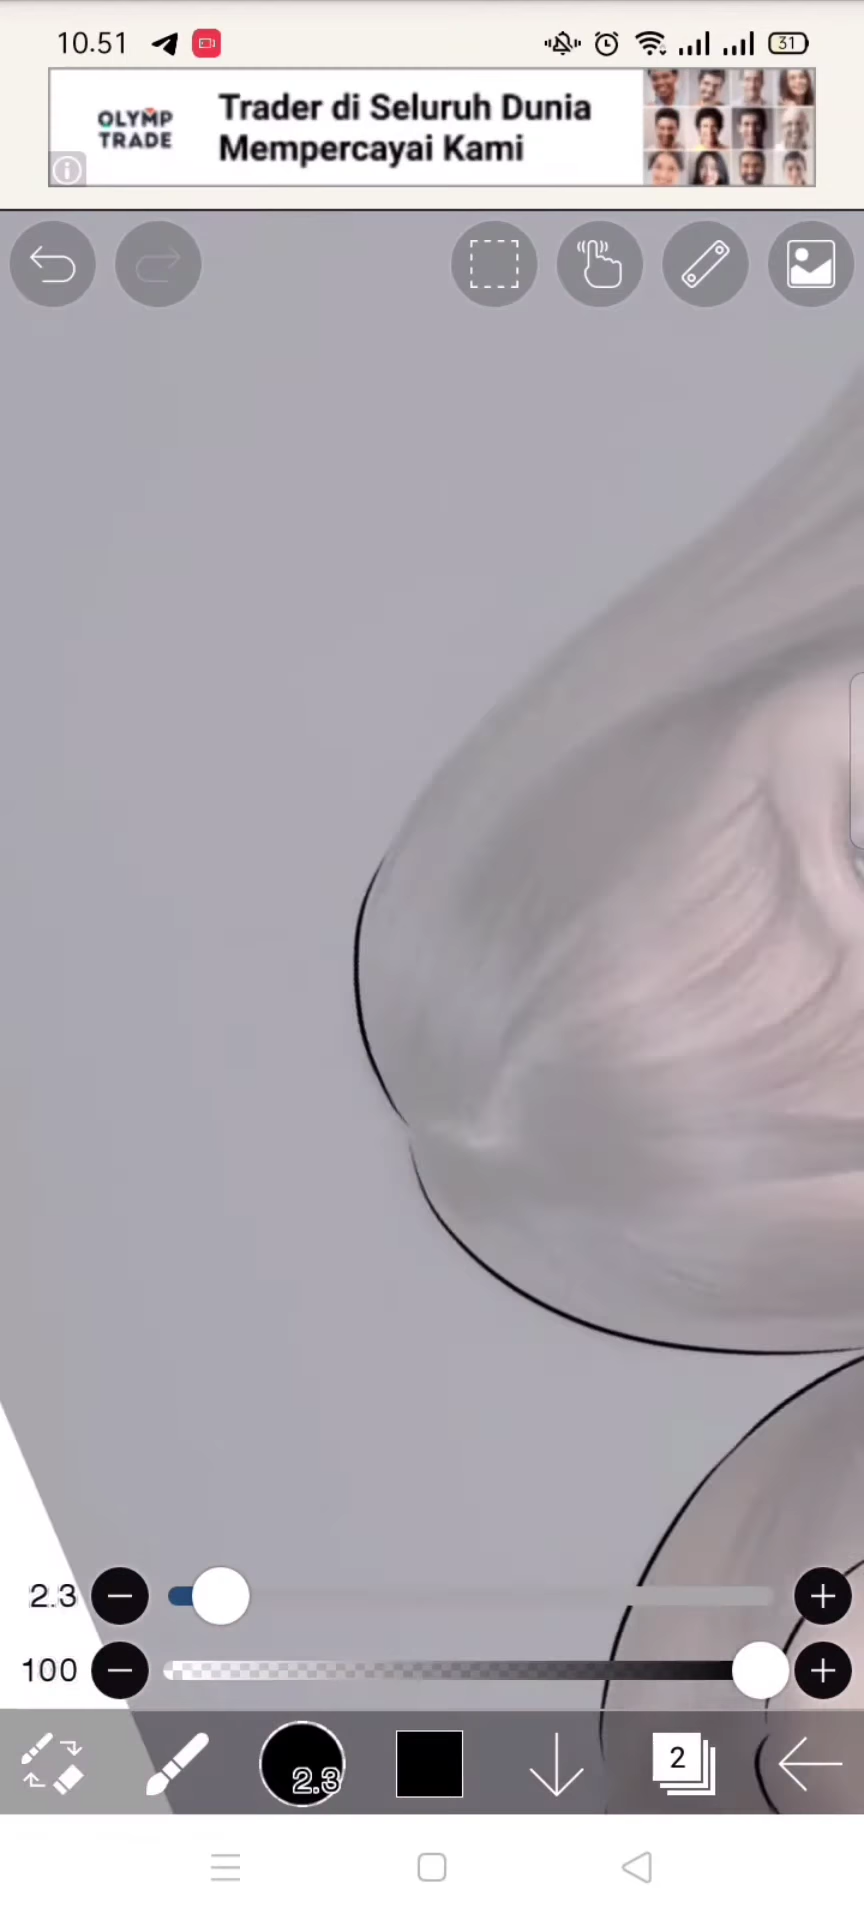 10.51
31
OLYMP
TRADE
Trader di Seluruh Dunia
Mempercayai Kami
2.3
100
2.3
2